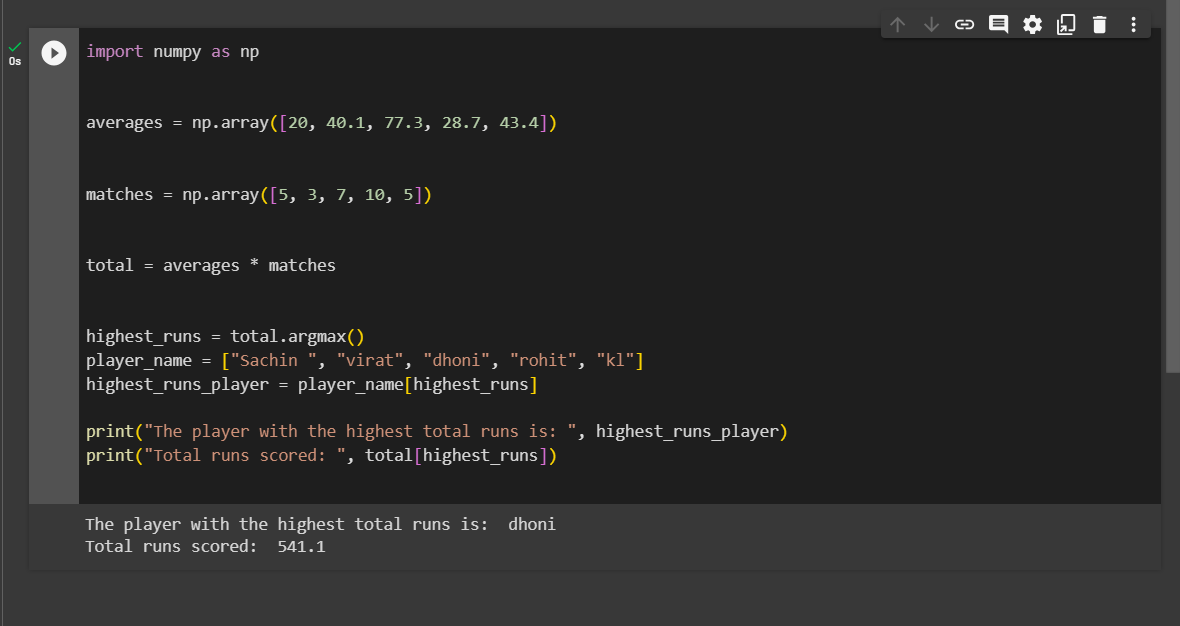 import numpy as np
0s
averages = np.array([20, 40.1, 77.3, 28.7, 43.4])
matches = np.array([5, 3, 7, 10, 5])
total = averages * matches
highest_runs = total.argmax()
player_name = ["Sachin ", "virat", "dhoni", "rohit", "kl"]
highest_runs_player = player_name[highest_runs]
print("The player with the highest total runs is: ", highest_runs_player)
print("Total runs scored: ", total[highest_runs])
The player with the highest total runs is:  dhoni
Total runs scored:  541.1